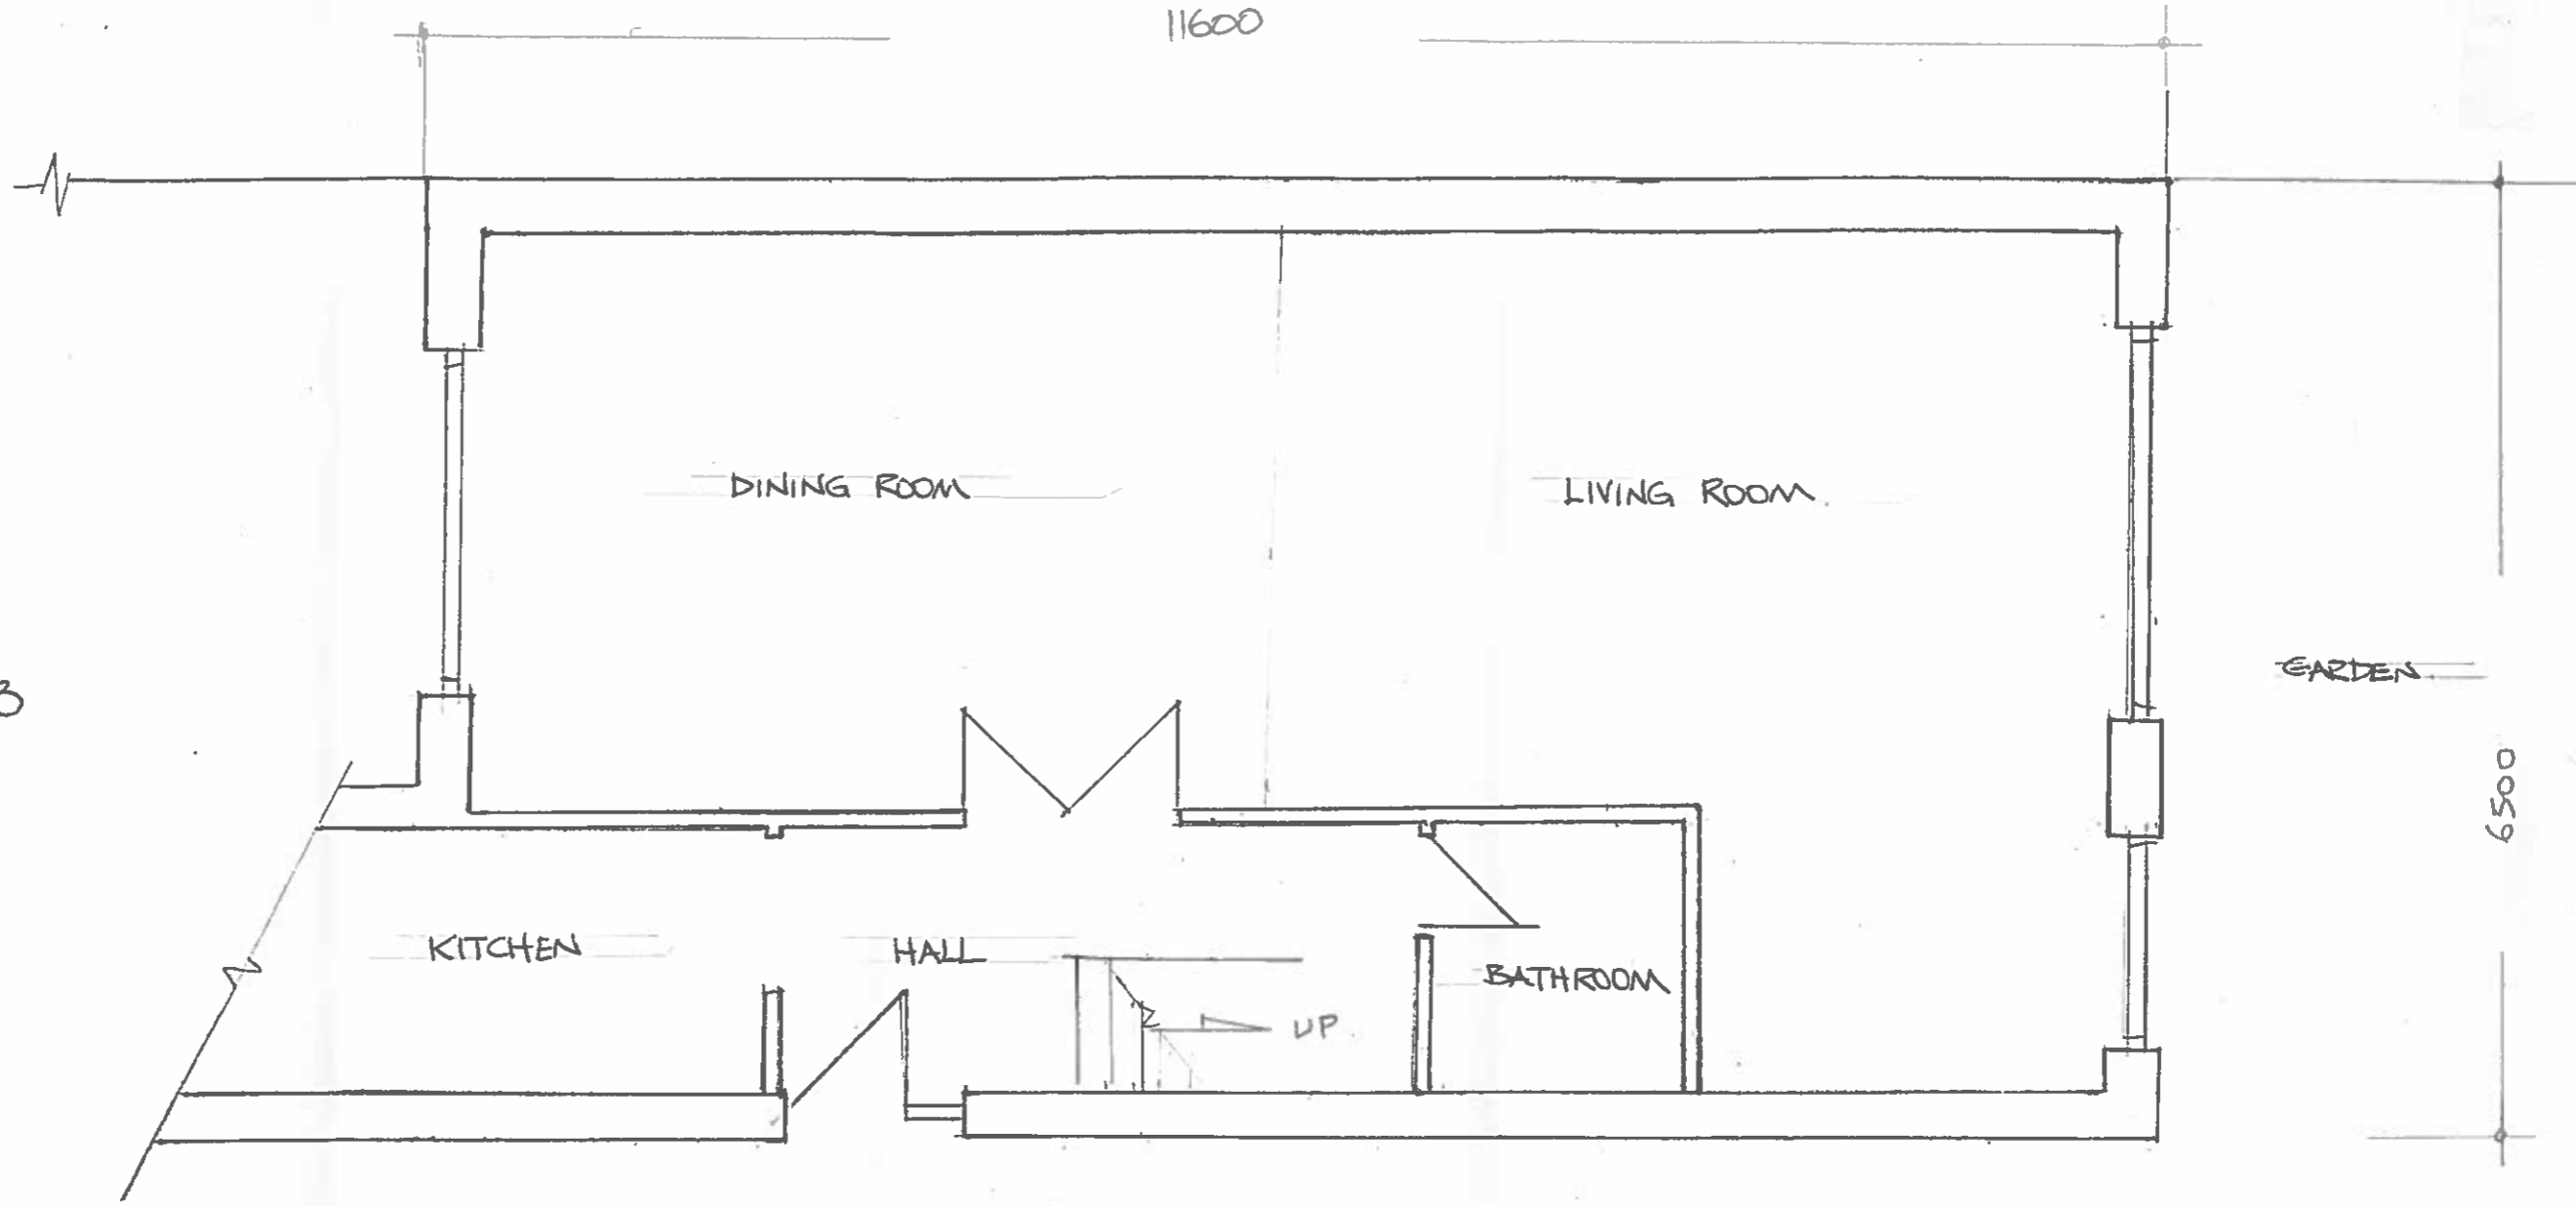 11600
DINING ROOM
LIVING ROOM
GARDEN
6500
KITCHEN
HALL
BATHROOM
UP